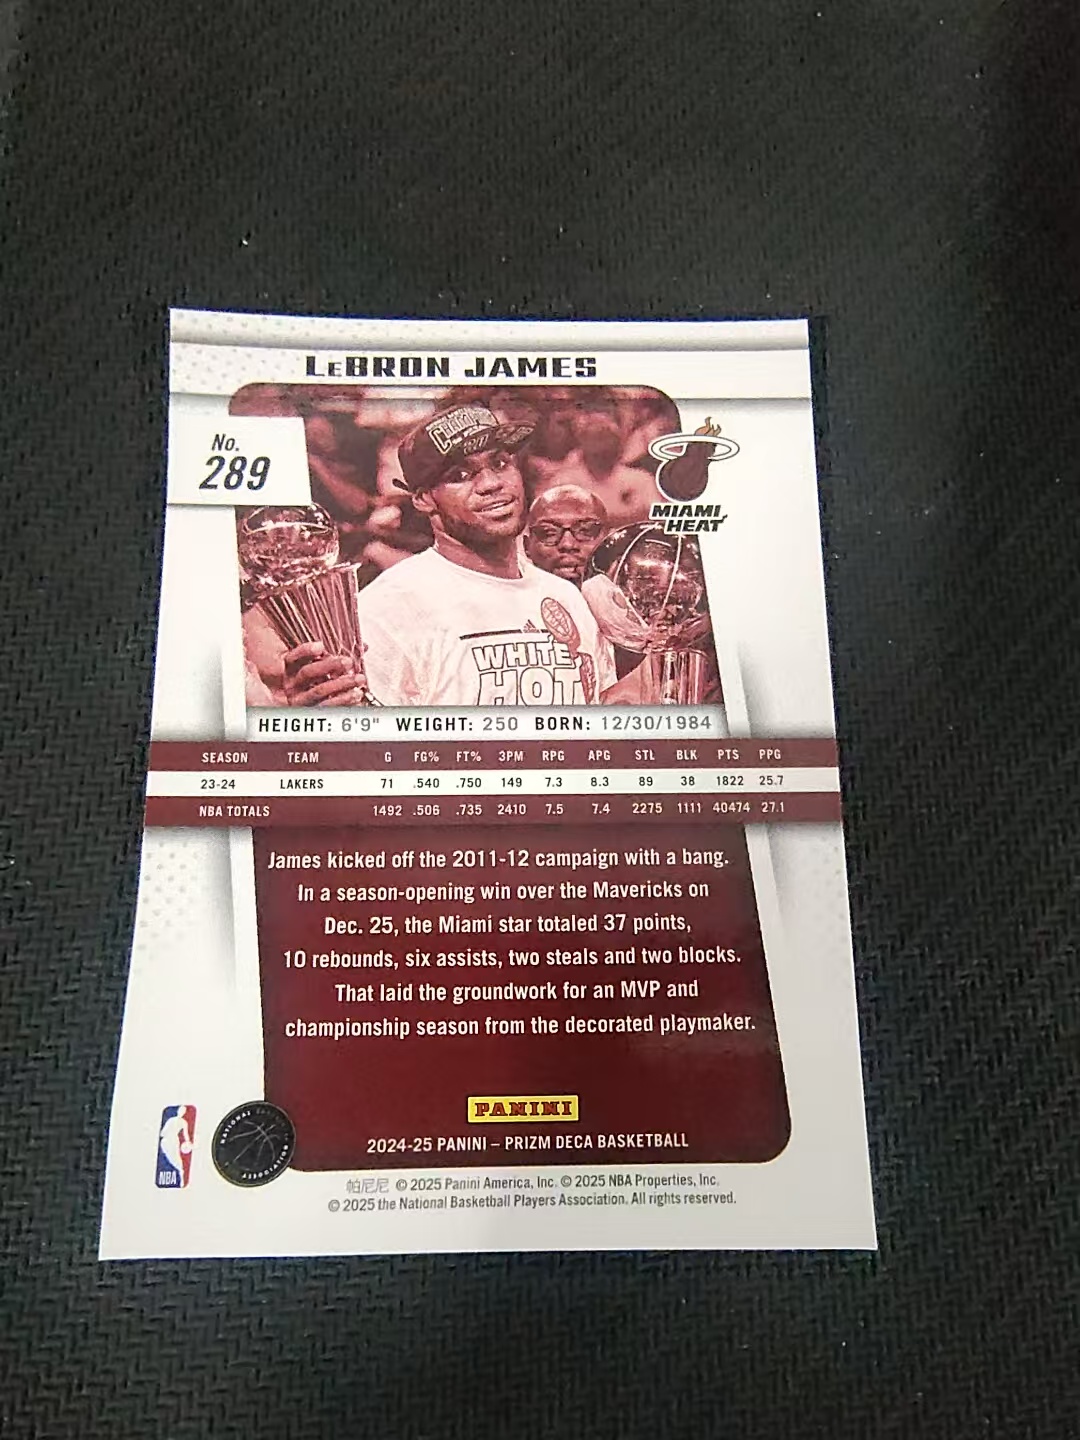 LeBRON JAMES
No.
289
MIAMI
HEAT
CHAMPIONS
WHITE
HOT
HEIGHT: 6'9" WEIGHT: 250 BORN: 12/30/1984
SEASON TEAM G FG% FT% 3PM RPG APG STL BLK PTS PPG
23-24 LAKERS 71 .540 .750 149 7.3 8.3 89 38 1822 25.7
NBA TOTALS 1492 .506 .735 2410 7.5 7.4 2275 1111 40474 27.1
James kicked off the 2011-12 campaign with a bang.
In a season-opening win over the Mavericks on
Dec. 25, the Miami star totaled 37 points,
10 rebounds, six assists, two steals and two blocks.
That laid the groundwork for an MVP and
championship season from the decorated playmaker.
PANINI
2024-25 PANINI – PRIZM DECA BASKETBALL
NBA
NATIONAL
ASSOCIATION
帕尼尼 © 2025 Panini America, Inc. © 2025 NBA Properties, Inc.
© 2025 the National Basketball Players Association. All rights reserved.